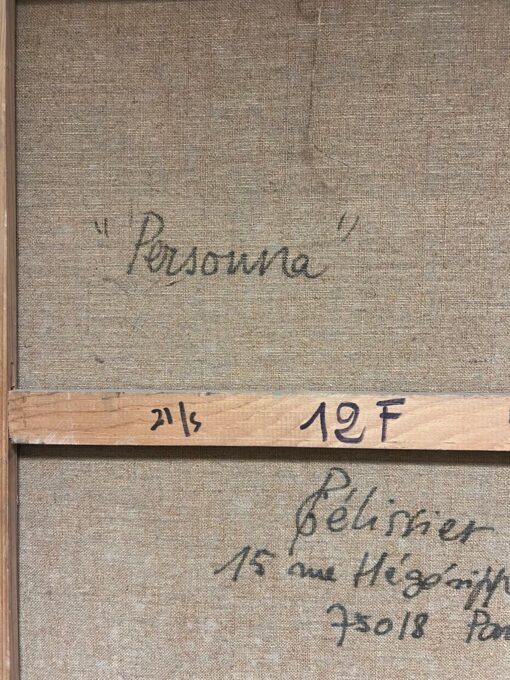 "Personna"
21/5 12F
Pélissier
15 rue Hégésipp
75018 Par